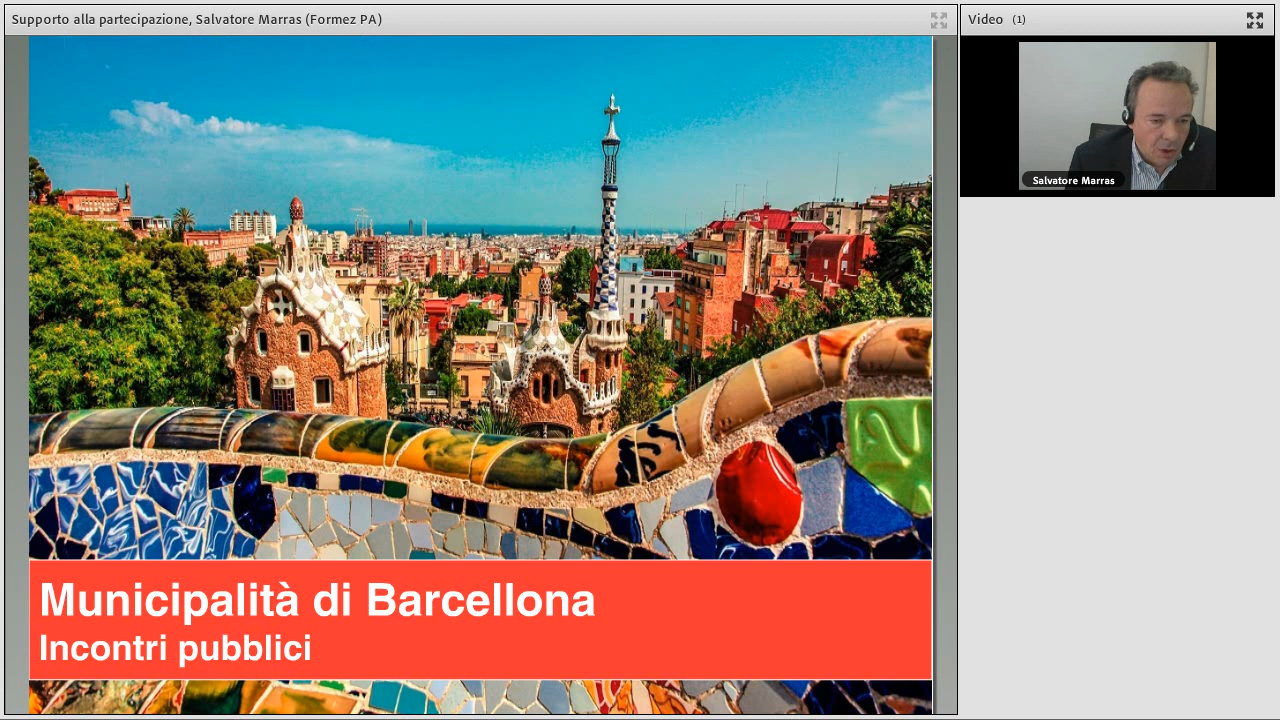 Supporto alla partecipazione, Salvatore Marras (Formez PA)
Video (1)
Salvatore Marras
Municipalità di Barcellona
Incontri pubblici